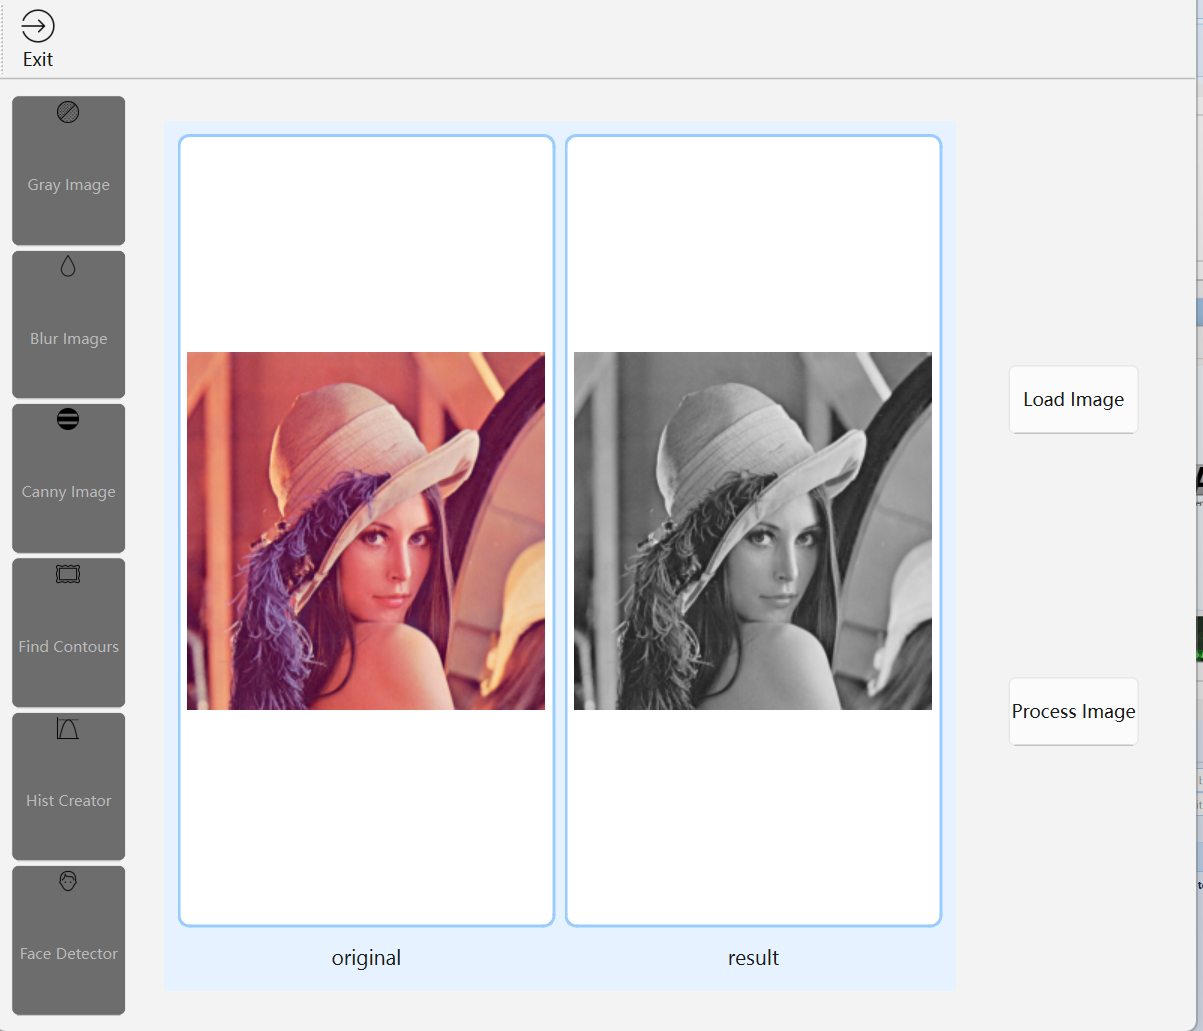 Exit
Gray Image
Blur Image
Canny Image
Find Contours
Hist Creator
Face Detector
original
result
Load Image
Process Image